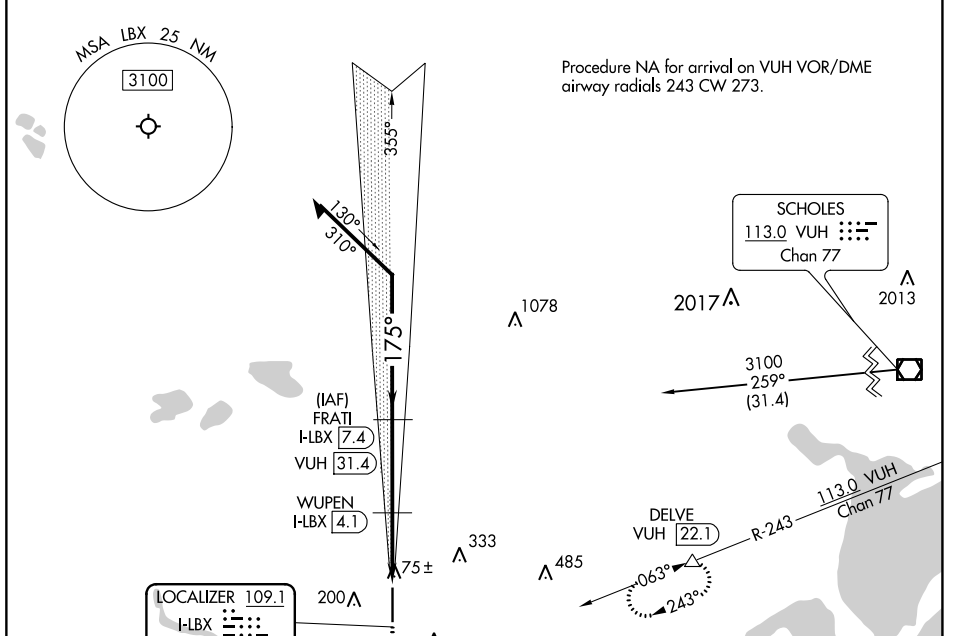 MSA LBX 25 NM
3100
Procedure NA for arrival on VUH VOR/DME
airway radials 243 CW 273.
355°
130°
310°
175°
SCHOLES
113.0 VUH
Chan 77
1078
2017
2013
3100
259°
(31.4)
(IAF)
FRATI
I-LBX 7.4
VUH 31.4
WUPEN
I-LBX 4.1
113.0 VUH
Chan 77
R-243
DELVE
VUH 22.1
063°
243°
333
485
75±
200
LOCALIZER 109.1
I-LBX